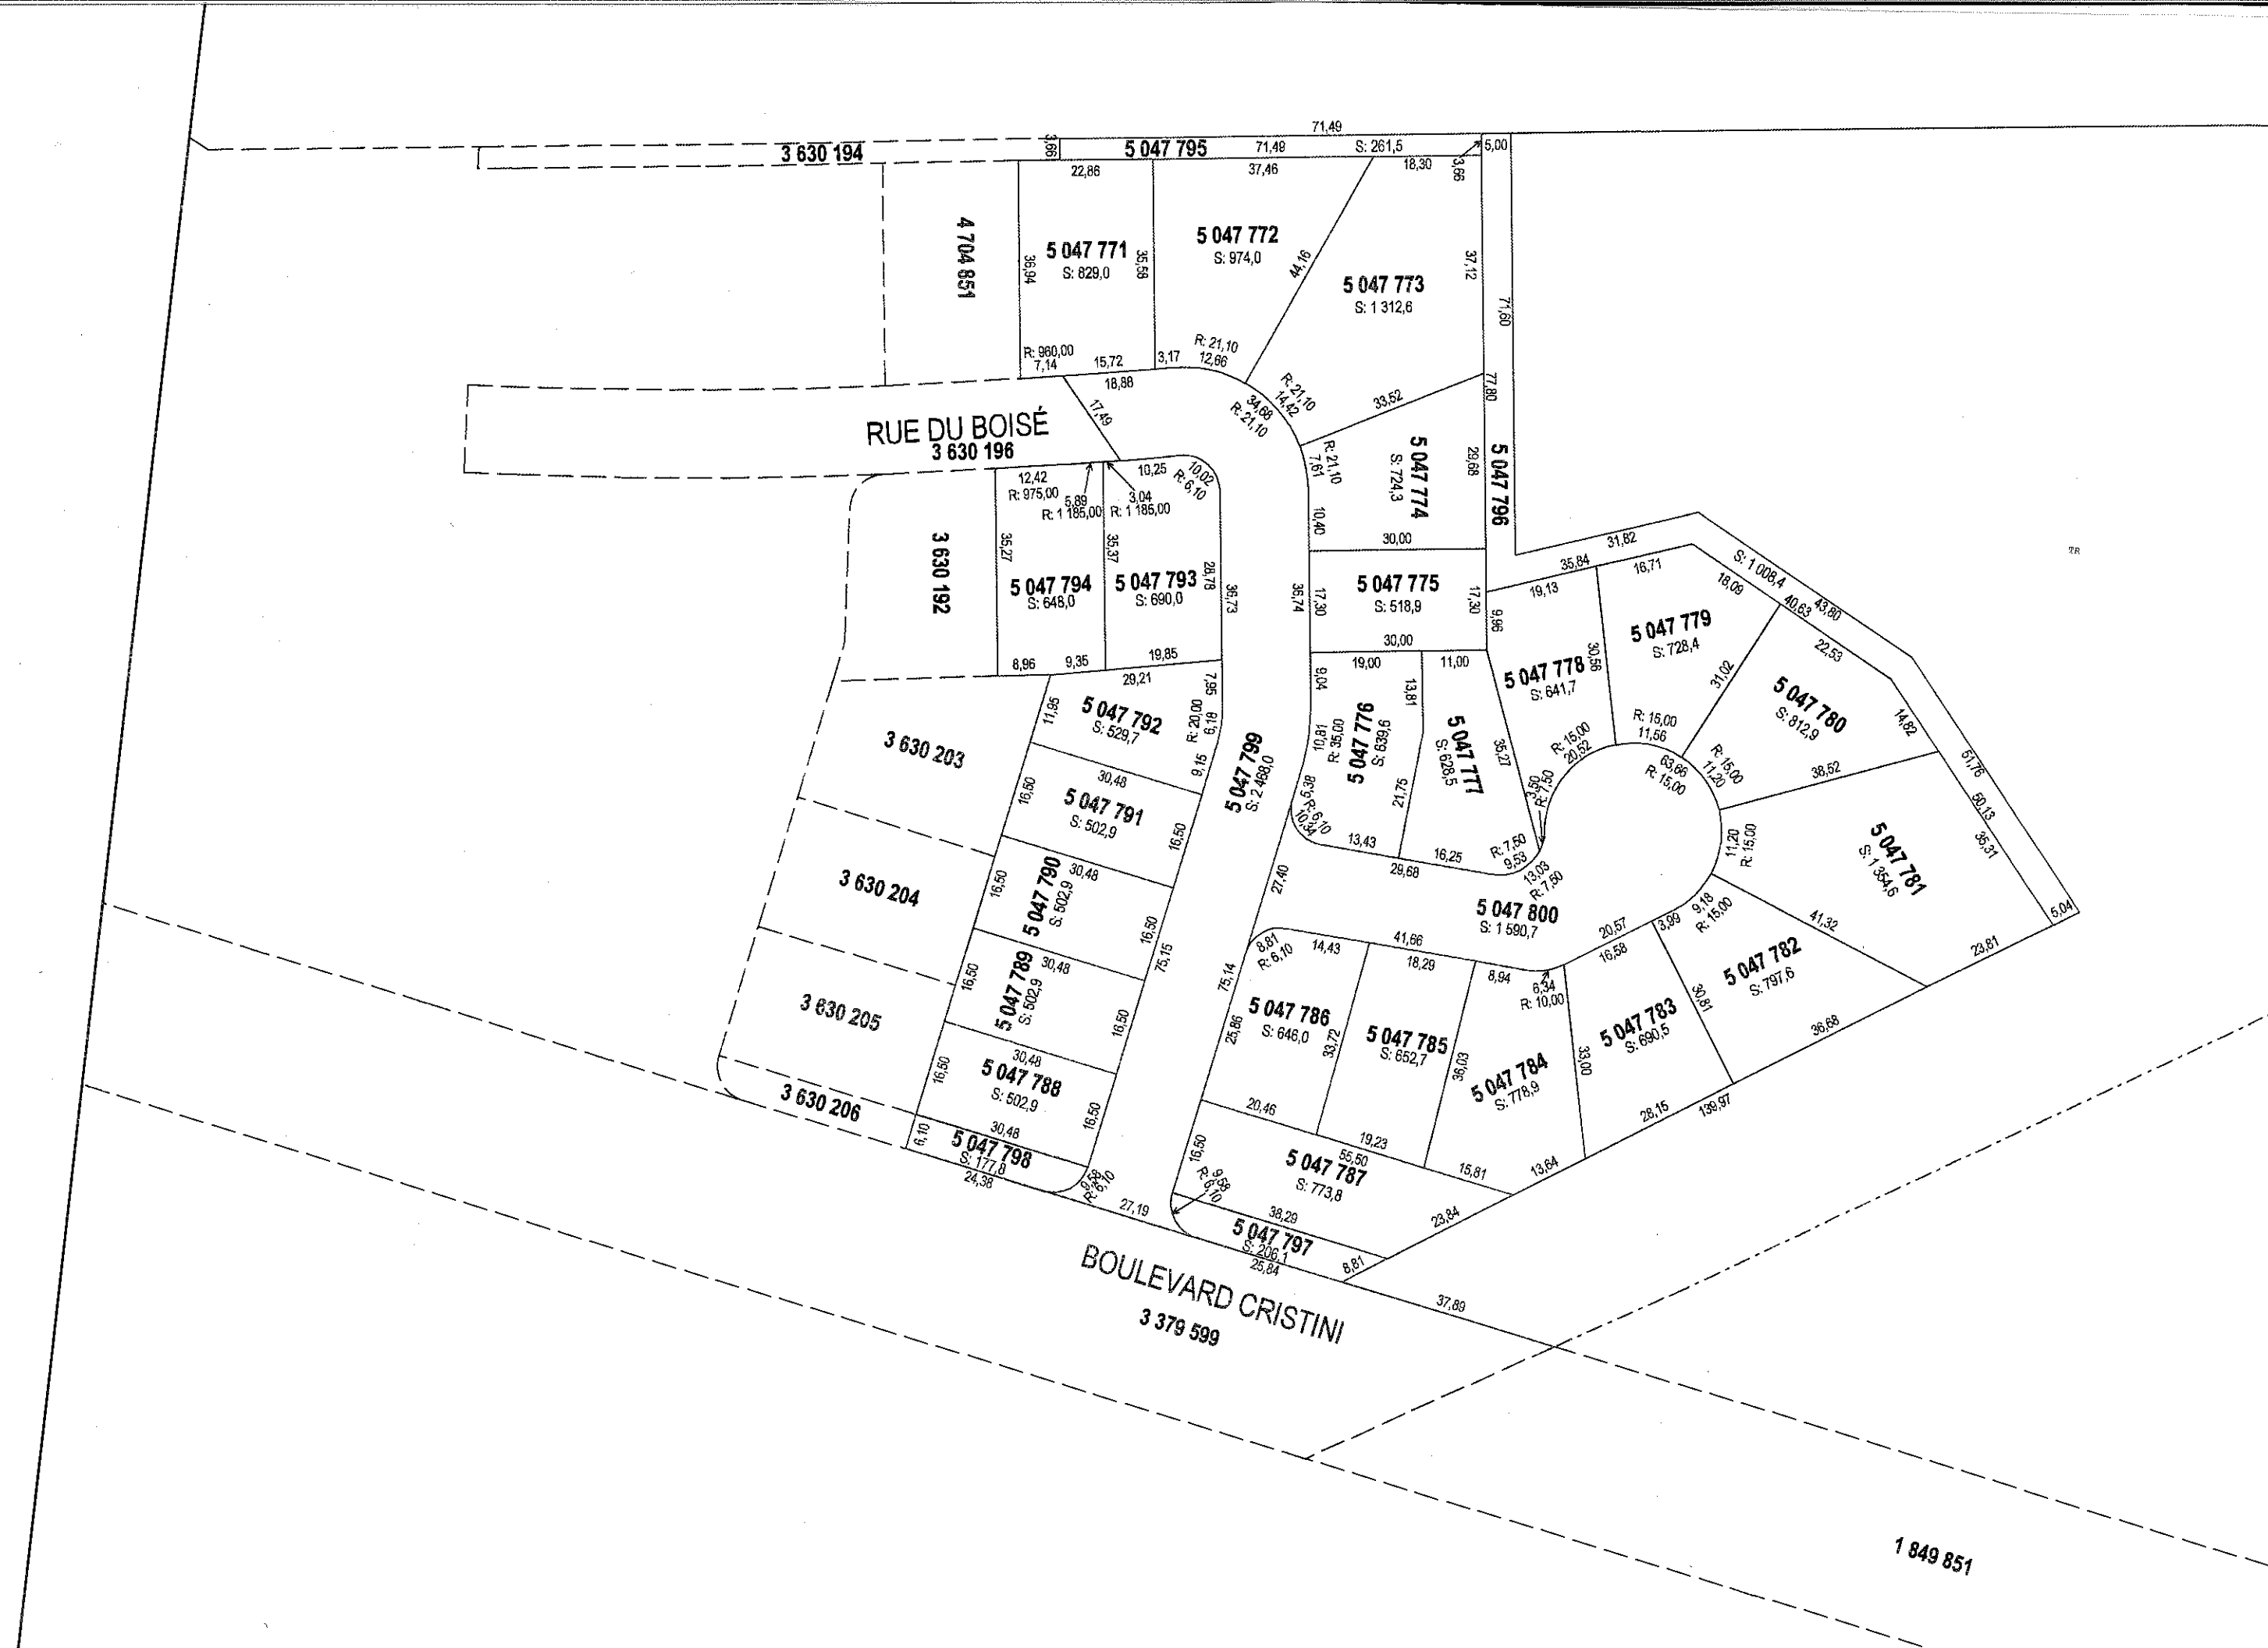 71,49
3 630 194
3,66
5 047 795
71,48
S: 261,5
5,00
22,86
37,46
18,30
3,66
4 704 851
36,94
5 047 771
S: 829,0
35,58
5 047 772
S: 974,0
44,16
5 047 773
S: 1 312,6
37,12
71,60
R: 960,00
7,14
15,72
3,17
R: 21,10
12,66
18,88
17,49
R: 21,10
14,42
34,68
R: 21,10
33,52
77,80
RUE DU BOISÉ
3 630 196
R: 21,10
7,61
5 047 774
S: 724,3
29,68
5 047 796
12,42
R: 975,00
5,89
R: 1 185,00
3,04
R: 1 185,00
10,25
10,02
R: 6,10
10,40
30,00
3 630 192
35,27
5 047 794
S: 648,0
35,37
5 047 793
S: 690,0
28,78
36,73
36,74
17,30
5 047 775
S: 518,9
17,30
30,00
9,96
31,82
35,84
19,13
16,71
18,09
S: 1 008,4
40,63
43,80
TR
8,96
9,35
19,85
29,21
7,95
9,04
19,00
11,00
13,81
5 047 778
S: 641,7
30,56
5 047 779
S: 728,4
31,02
22,53
5 047 780
S: 812,9
14,82
51,76
3 630 203
11,95
5 047 792
S: 529,7
R: 20,00
6,18
9,15
5 047 799
S: 2 468,0
10,81
R: 35,00
5 047 776
S: 639,6
5 047 777
S: 628,5
35,27
3,50
R: 7,50
R: 15,00
20,52
R: 15,00
11,56
63,66
R: 15,00
R: 15,00
11,20
38,52
50,13
35,31
16,50
30,48
5 047 791
S: 502,9
16,50
5,38
R: 6,10
10,34
21,75
13,43
29,68
16,25
R: 7,50
9,53
13,03
R: 7,50
11,20
R: 15,00
5 047 781
S: 1 354,6
5,04
3 630 204
16,50
5 047 790
S: 502,9
30,48
16,50
75,15
27,40
5 047 800
S: 1 590,7
20,57
3,99
9,18
R: 15,00
41,32
23,81
3 630 205
16,50
5 047 789
S: 502,9
30,48
16,50
75,14
8,81
R: 6,10
14,43
41,66
18,29
8,94
6,34
R: 10,00
16,58
5 047 782
S: 797,6
36,68
25,86
5 047 786
S: 646,0
33,72
5 047 785
S: 652,7
36,03
5 047 784
S: 778,9
33,00
5 047 783
S: 690,5
30,81
3 630 206
16,50
30,48
5 047 788
S: 502,9
16,50
20,46
19,23
15,81
13,64
28,15
139,97
6,10
30,48
5 047 798
S: 177,8
24,38
9,58
R: 6,10
27,19
16,50
9,58
R: 6,10
55,50
5 047 787
S: 773,8
38,29
23,84
5 047 797
S: 206,1
25,84
8,81
37,89
BOULEVARD CRISTINI
3 379 599
1 849 851